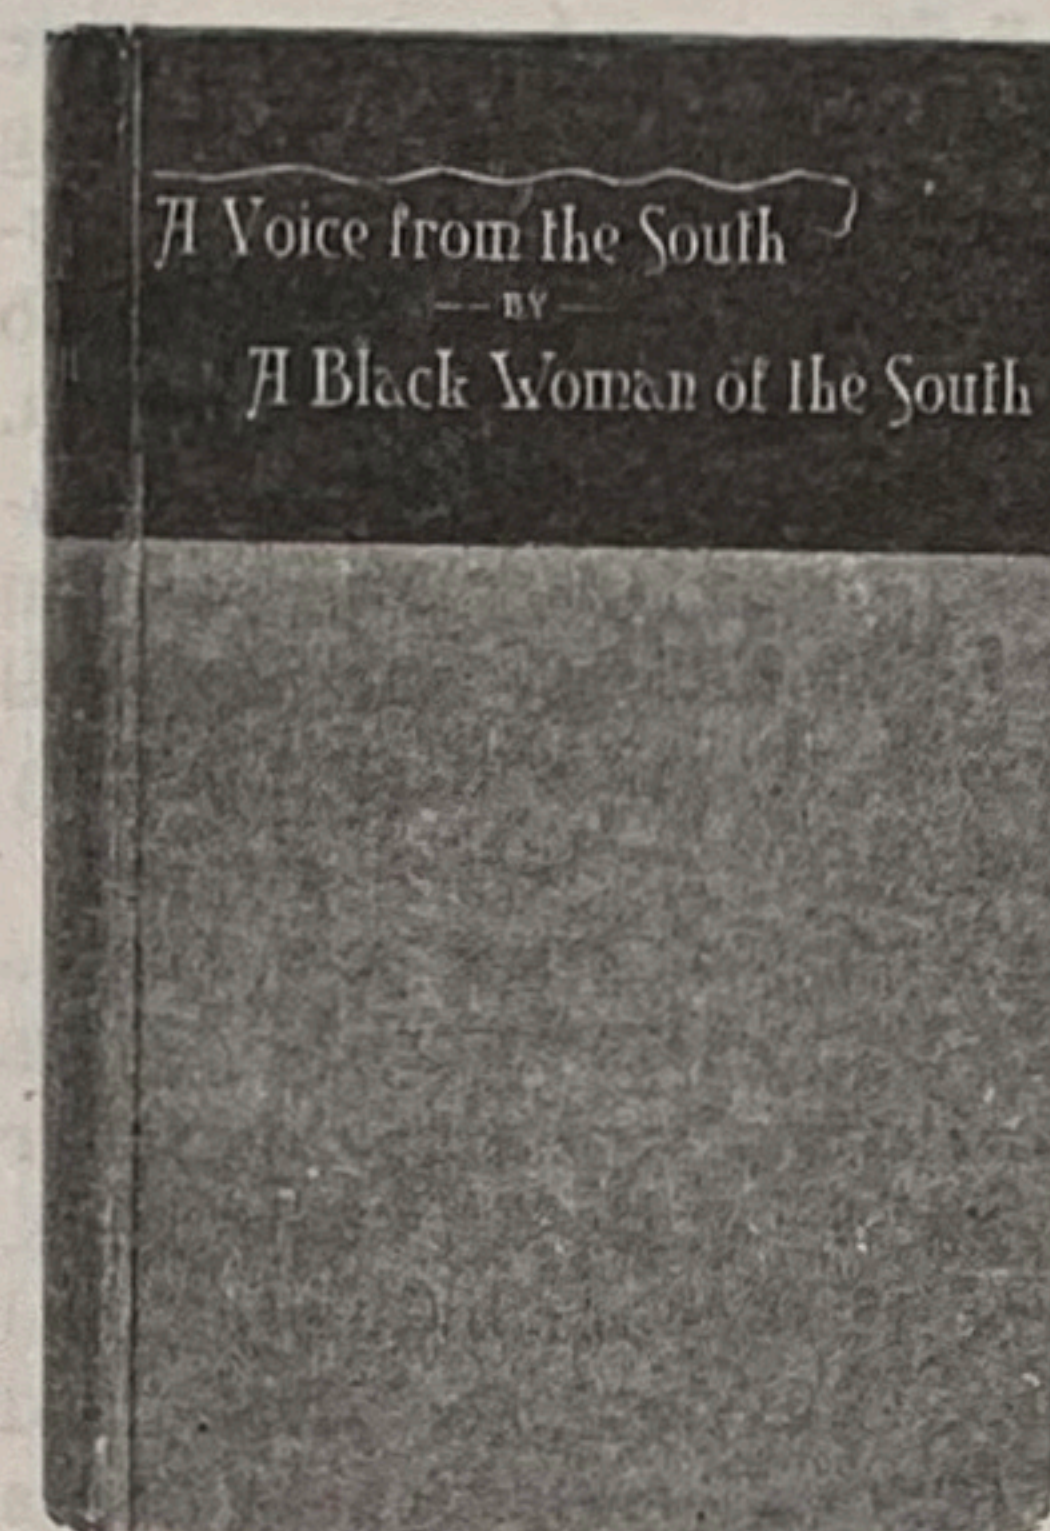 A Voice from the South
— BY —
A Black Woman of the South